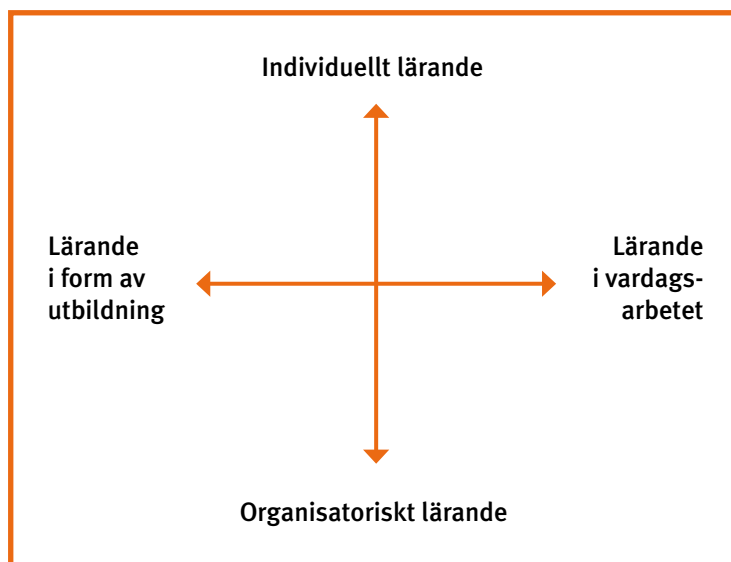 Individuellt lärande
Lärande
i form av
utbildning
Lärande
i vardags-
arbetet
Organisatoriskt lärande